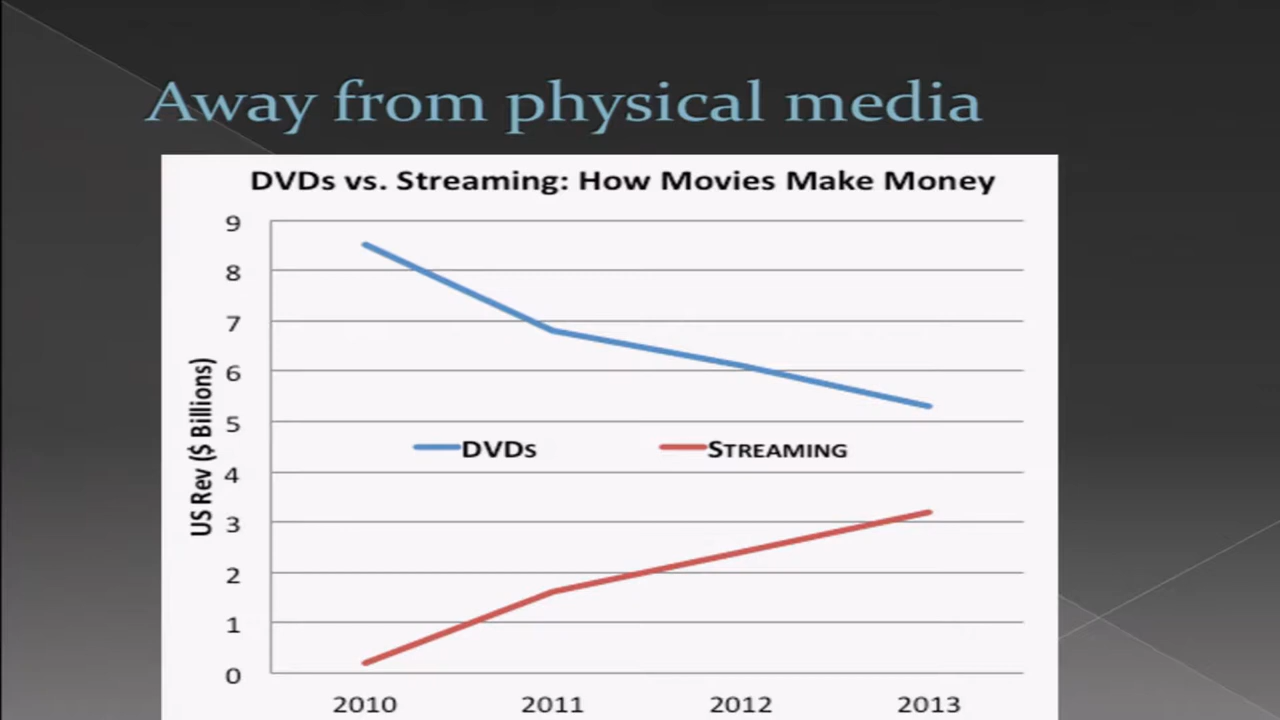 Away from physical media
DVDs vs. Streaming: How Movies Make Money
9
8
7
6
5
4
3
2
1
0
US Rev ($ Billions)
DVDs
STREAMING
2010 2011 2012 2013